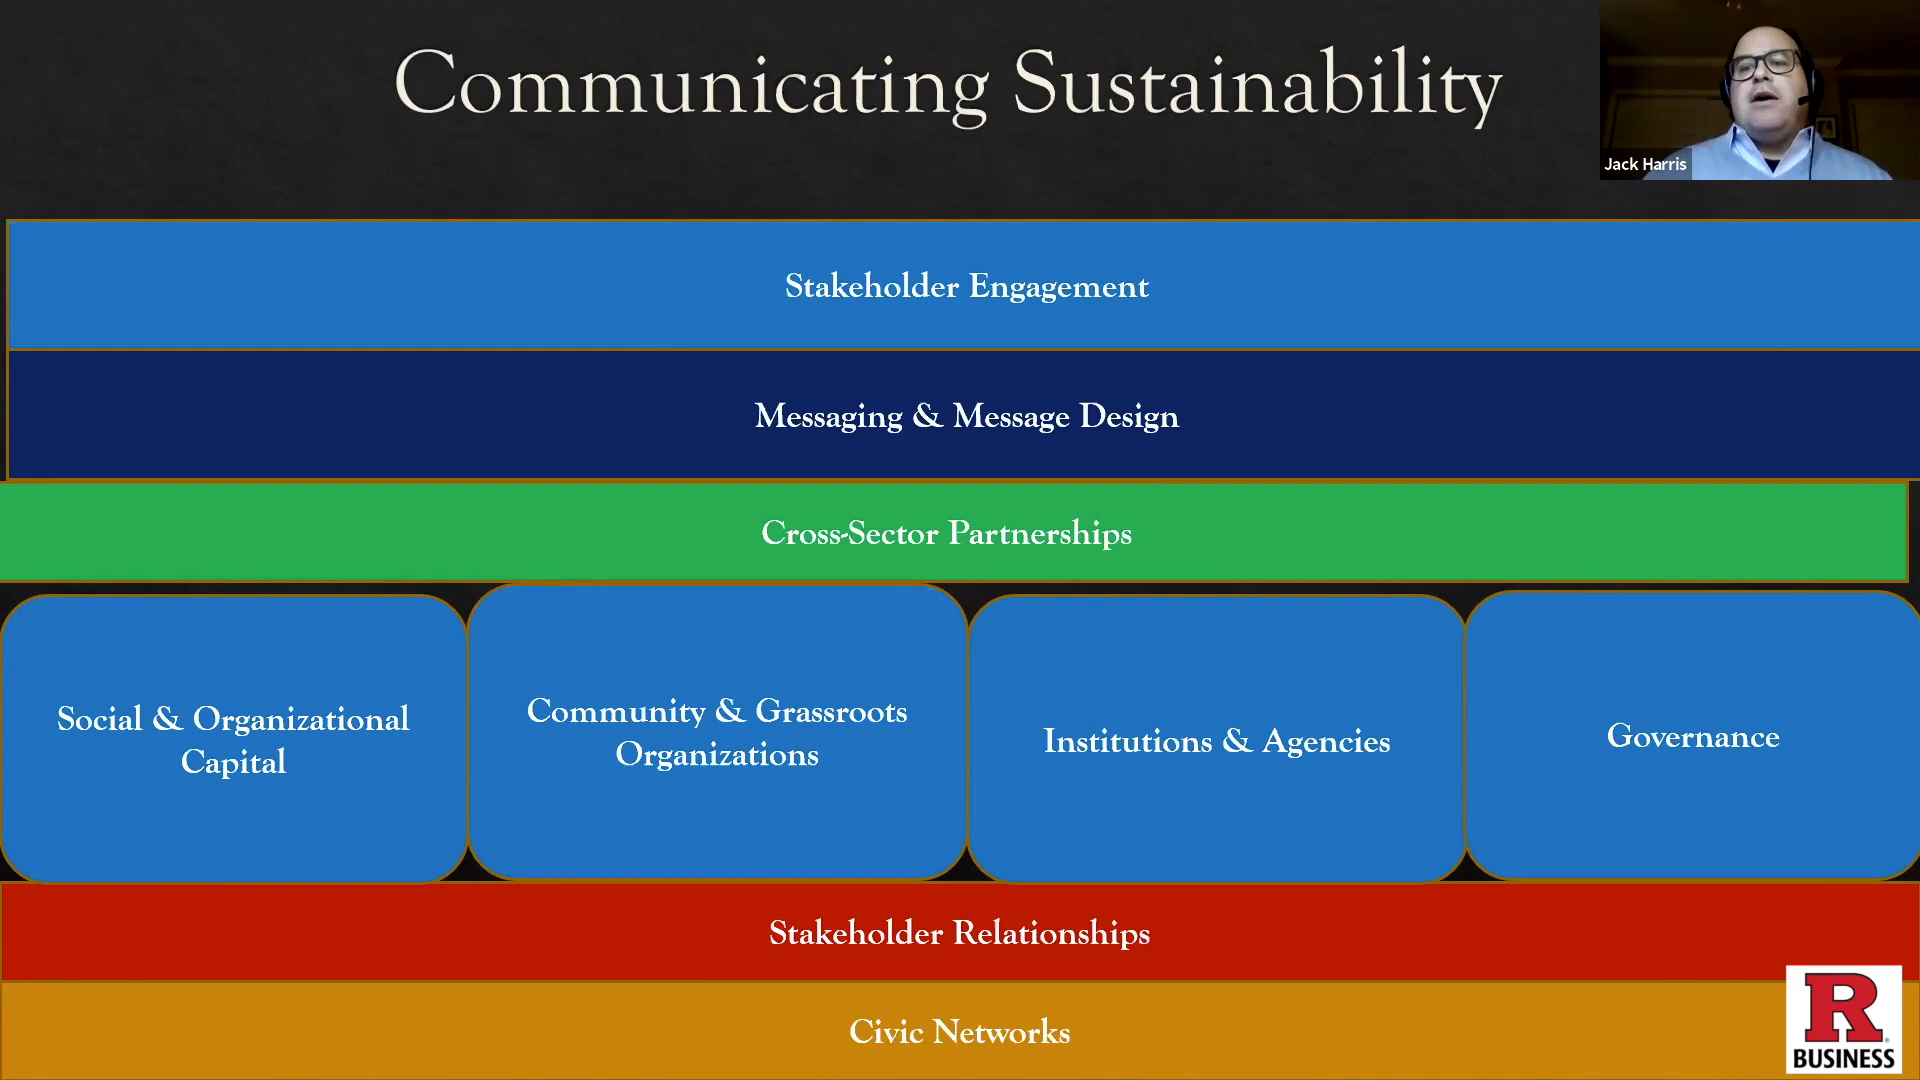 Communicating Sustainability
Jack Harris
Stakeholder Engagement
Messaging & Message Design
Cross-Sector Partnerships
Social & Organizational
Capital
Community & Grassroots
Organizations
Institutions & Agencies
Governance
Stakeholder Relationships
Civic Networks
R
BUSINESS